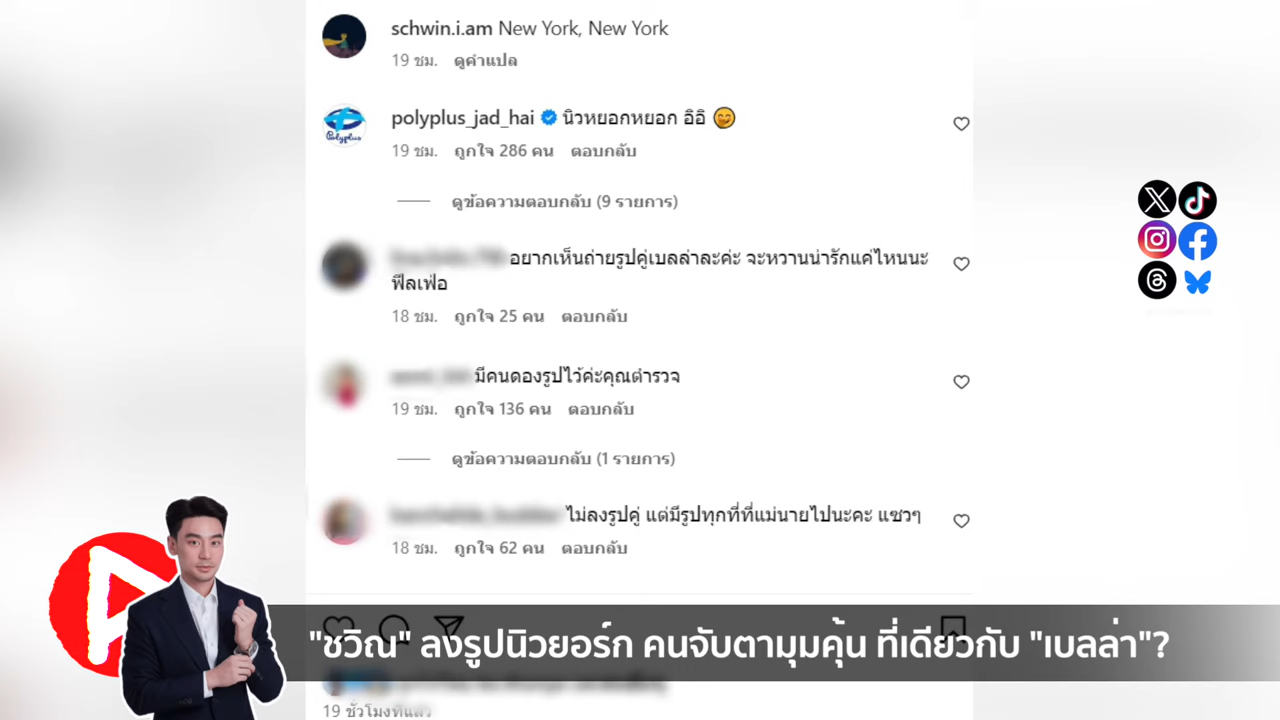 schwin.i.am New York, New York
19 ชม. ดูคำแปล
Polyplus
polyplus_jad_hai นิวหยอกหยอก อิอิ 🤭
19 ชม. ถูกใจ 286 คน ตอบกลับ
ดูข้อความตอบกลับ (9 รายการ)
อยากเห็นถ่ายรูปคู่เบลล่าละค่ะ จะหวานน่ารักแค่ไหนนะ
ฟีลเฟ่อ
18 ชม. ถูกใจ 25 คน ตอบกลับ
มีคนดองรูปไว้ค่ะคุณตำรวจ
19 ชม. ถูกใจ 136 คน ตอบกลับ
ดูข้อความตอบกลับ (1 รายการ)
ไม่ลงรูปคู่ แต่มีรูปทุกที่ที่แม่นายไปนะคะ แซวๆ
18 ชม. ถูกใจ 62 คน ตอบกลับ
"ชวิณ" ลงรูปนิวยอร์ก คนจับตามุมคุ้น ที่เดียวกับ "เบลล่า"?
19 ชั่วโมงที่แล้ว